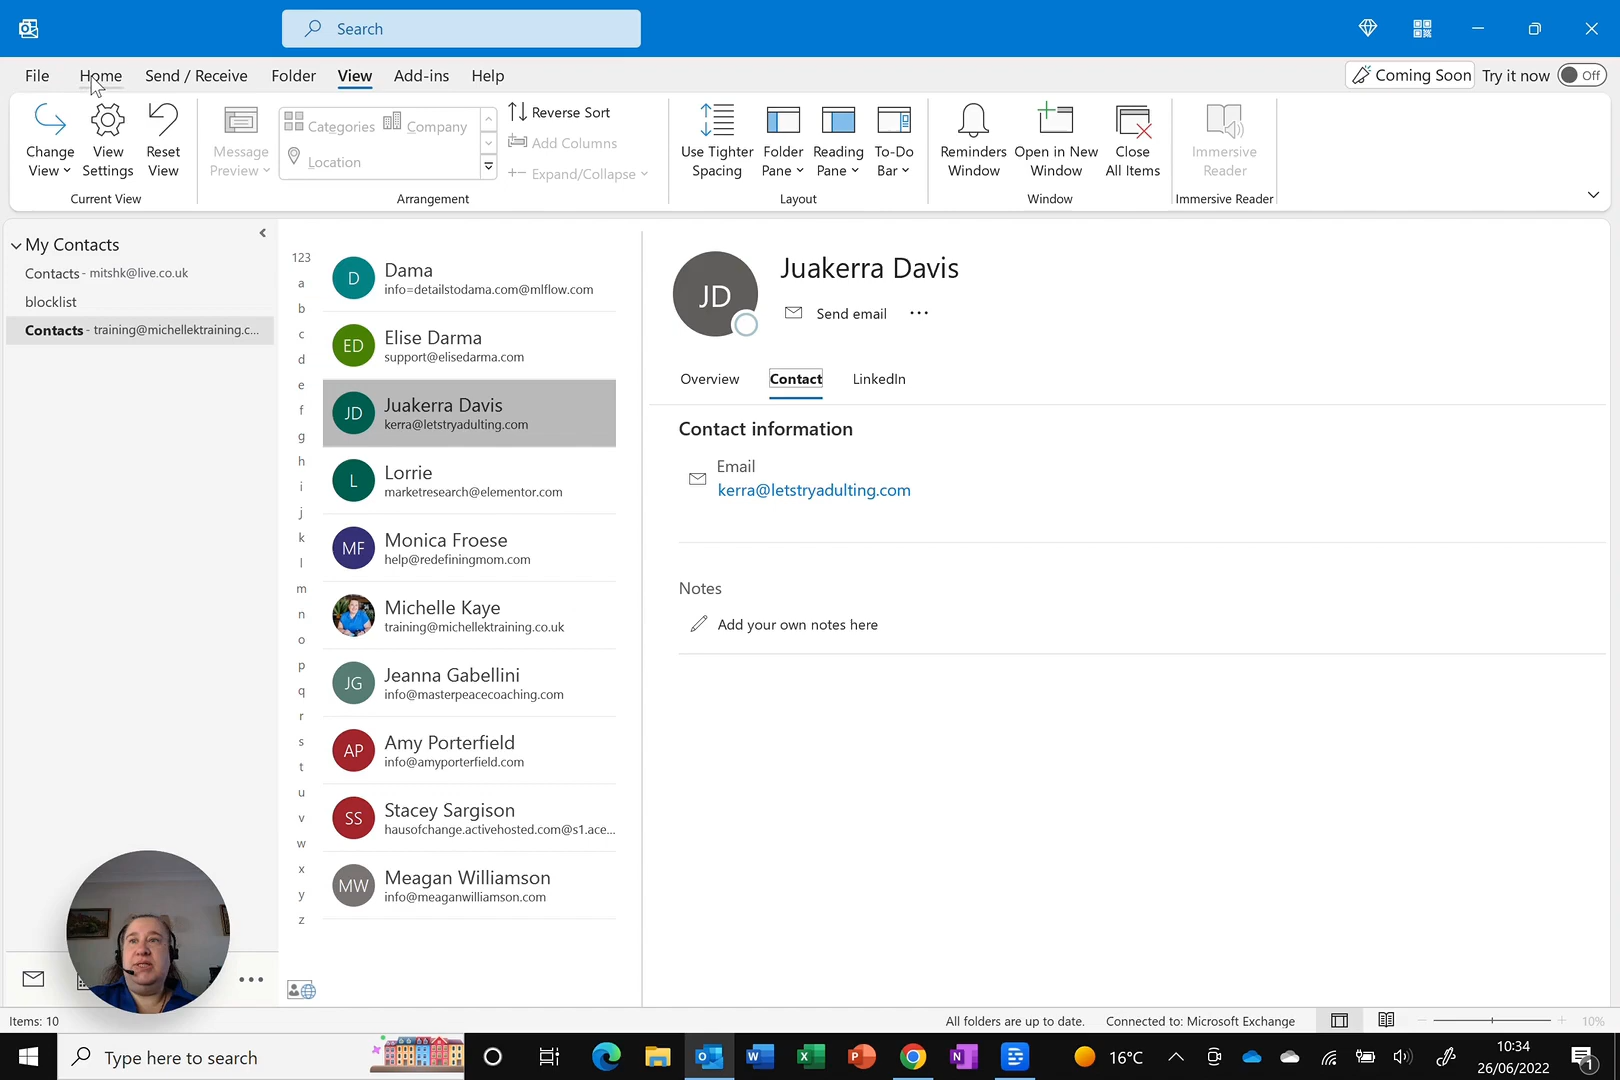 Search
File
Home
Send / Receive
Folder
View
Add-ins
Help
Coming Soon
Try it now
Off
Change
View
View
Settings
Reset
View
Current View
Message
Preview
Categories
Company
Location
Reverse Sort
Add Columns
Expand/Collapse
Arrangement
Use Tighter
Spacing
Folder
Pane
Reading
Pane
To-Do
Bar
Layout
Reminders
Window
Open in New
Window
Close
All Items
Window
Immersive
Reader
Immersive Reader
My Contacts
Contacts - mitshk@live.co.uk
blocklist
Contacts - training@michellektraining.c...
123
a
b
c
d
e
f
g
h
i
j
k
l
m
n
o
p
q
r
s
t
u
v
w
x
y
z
D
Dama
info=detailstodama.com@mlflow.com
ED
Elise Darma
support@elisedarma.com
JD
Juakerra Davis
kerra@letstryadulting.com
L
Lorrie
marketresearch@elementor.com
MF
Monica Froese
help@redefiningmom.com
Michelle Kaye
training@michellektraining.co.uk
JG
Jeanna Gabellini
info@masterpeacecoaching.com
AP
Amy Porterfield
info@amyporterfield.com
SS
Stacey Sargison
hausofchange.activehosted.com@s1.ace...
MW
Meagan Williamson
info@meaganwilliamson.com
JD
Juakerra Davis
Send email
Overview
Contact
LinkedIn
Contact information
Email
kerra@letstryadulting.com
Notes
Add your own notes here
Items: 10
All folders are up to date.
Connected to: Microsoft Exchange
10%
Type here to search
16°C
10:34
26/06/2022
1